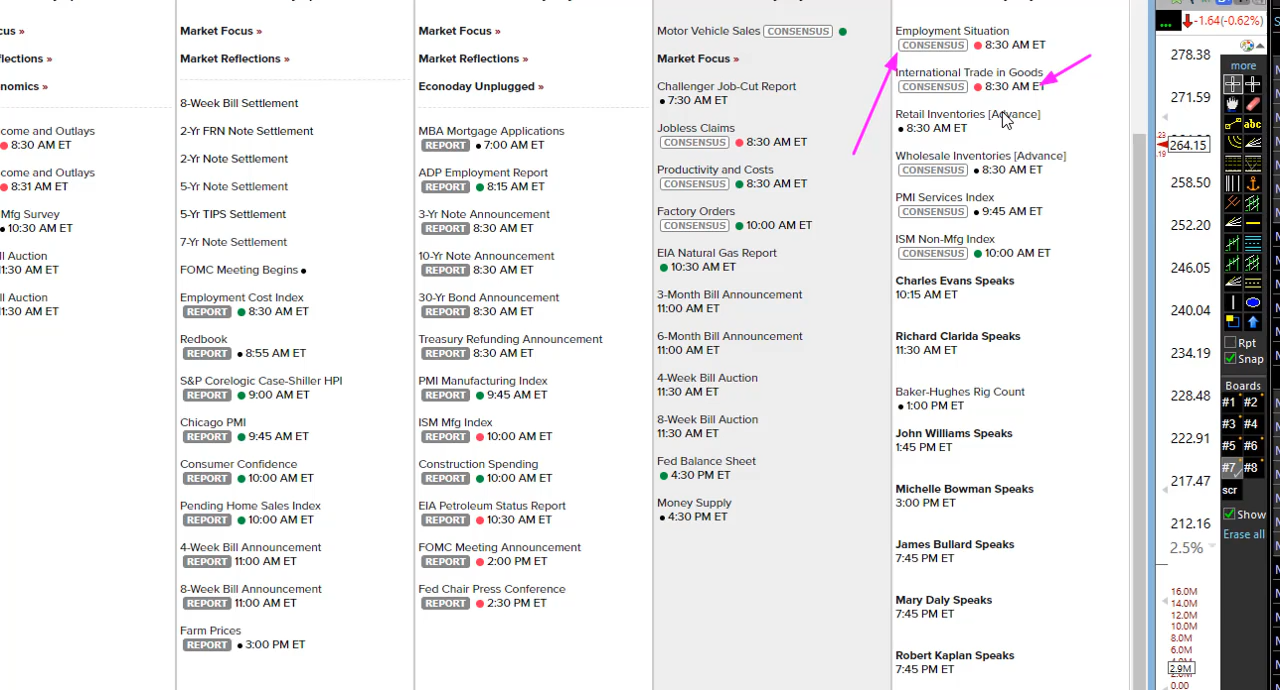 cus »
lections »
nomics »
come and Outlays
8:30 AM ET
come and Outlays
8:31 AM ET
Mfg Survey
10:30 AM ET
ll Auction
11:30 AM ET
ll Auction
11:30 AM ET
Market Focus »
Market Reflections »
8-Week Bill Settlement
2-Yr FRN Note Settlement
2-Yr Note Settlement
5-Yr Note Settlement
5-Yr TIPS Settlement
7-Yr Note Settlement
FOMC Meeting Begins
Employment Cost Index
REPORT 8:30 AM ET
Redbook
REPORT 8:55 AM ET
S&P Corelogic Case-Shiller HPI
REPORT 9:00 AM ET
Chicago PMI
REPORT 9:45 AM ET
Consumer Confidence
REPORT 10:00 AM ET
Pending Home Sales Index
REPORT 10:00 AM ET
4-Week Bill Announcement
REPORT 11:00 AM ET
8-Week Bill Announcement
REPORT 11:00 AM ET
Farm Prices
REPORT 3:00 PM ET
Market Focus »
Market Reflections »
Econoday Unplugged »
MBA Mortgage Applications
REPORT 7:00 AM ET
ADP Employment Report
REPORT 8:15 AM ET
3-Yr Note Announcement
REPORT 8:30 AM ET
10-Yr Note Announcement
REPORT 8:30 AM ET
30-Yr Bond Announcement
REPORT 8:30 AM ET
Treasury Refunding Announcement
REPORT 8:30 AM ET
PMI Manufacturing Index
REPORT 9:45 AM ET
ISM Mfg Index
REPORT 10:00 AM ET
Construction Spending
REPORT 10:00 AM ET
EIA Petroleum Status Report
REPORT 10:30 AM ET
FOMC Meeting Announcement
REPORT 2:00 PM ET
Fed Chair Press Conference
REPORT 2:30 PM ET
Motor Vehicle Sales CONSENSUS
Market Focus »
Challenger Job-Cut Report
7:30 AM ET
Jobless Claims
CONSENSUS 8:30 AM ET
Productivity and Costs
CONSENSUS 8:30 AM ET
Factory Orders
CONSENSUS 10:00 AM ET
EIA Natural Gas Report
10:30 AM ET
3-Month Bill Announcement
11:00 AM ET
6-Month Bill Announcement
11:00 AM ET
4-Week Bill Auction
11:30 AM ET
8-Week Bill Auction
11:30 AM ET
Fed Balance Sheet
4:30 PM ET
Money Supply
4:30 PM ET
Employment Situation
CONSENSUS 8:30 AM ET
International Trade in Goods
CONSENSUS 8:30 AM ET
Retail Inventories [Advance]
8:30 AM ET
Wholesale Inventories [Advance]
CONSENSUS 8:30 AM ET
PMI Services Index
CONSENSUS 9:45 AM ET
ISM Non-Mfg Index
CONSENSUS 10:00 AM ET
Charles Evans Speaks
10:15 AM ET
Richard Clarida Speaks
11:30 AM ET
Baker-Hughes Rig Count
1:00 PM ET
John Williams Speaks
1:45 PM ET
Michelle Bowman Speaks
3:00 PM ET
James Bullard Speaks
7:45 PM ET
Mary Daly Speaks
7:45 PM ET
Robert Kaplan Speaks
7:45 PM ET
-1.64(-0.62%)
278.38
271.59
264.15
258.50
252.20
246.05
240.04
234.19
228.48
222.91
217.47
212.16
2.5%
16.0M
14.0M
12.0M
10.0M
8.0M
6.0M
2.9M
0.00
more
abc
Rpt
Snap
Boards
#1 #2
#3 #4
#5 #6
#7 #8
scr
Show
Erase all